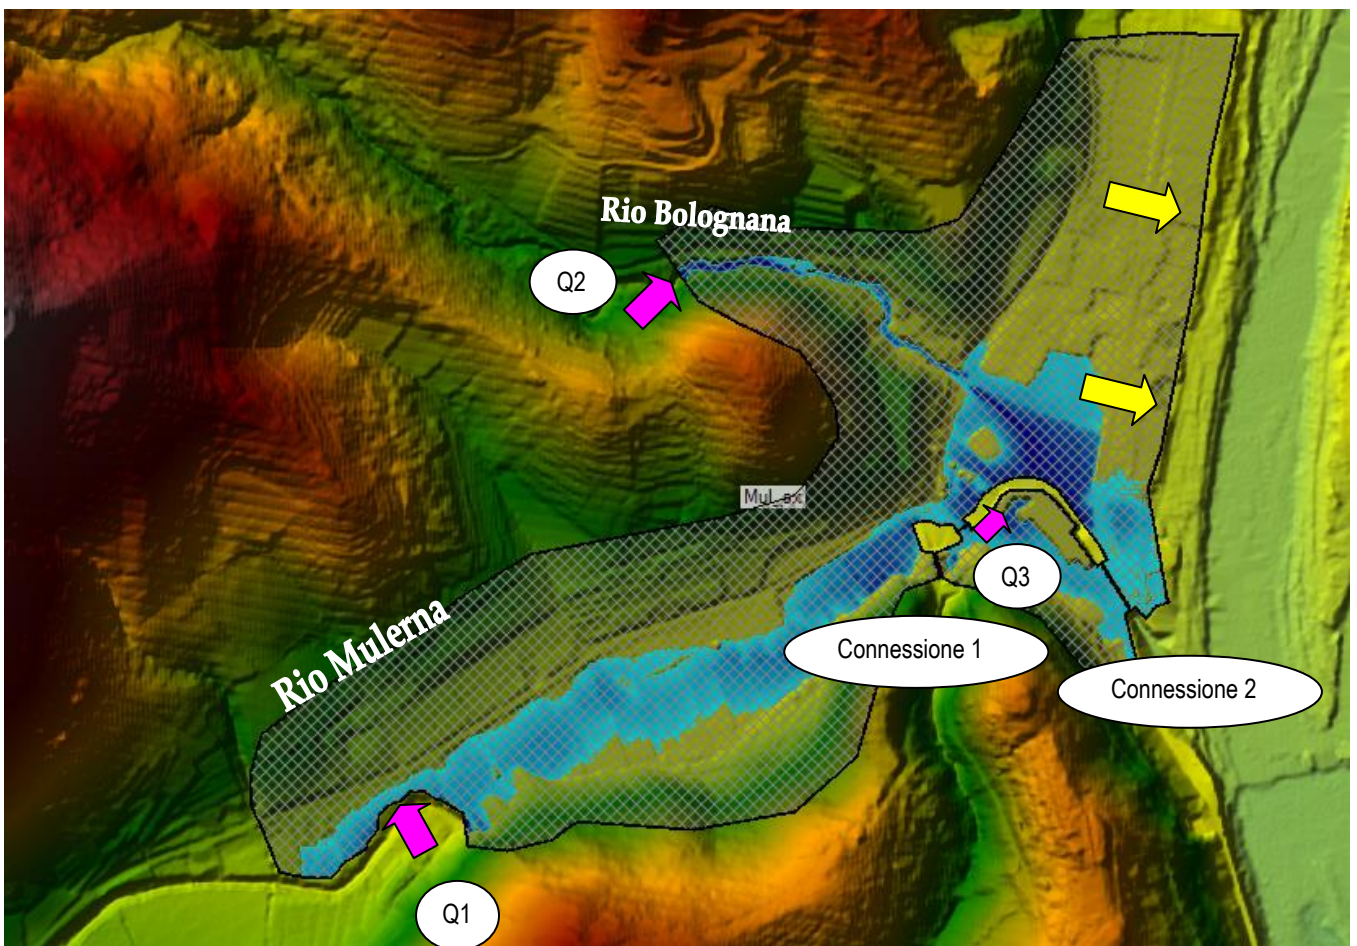 Rio Bolognana
Q2
Mul_sx
Q3
Rio Mulerna
Connessione 1
Connessione 2
Q1